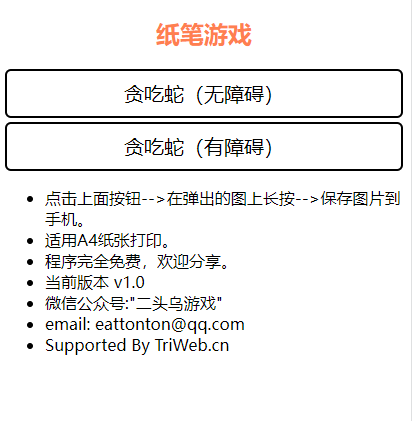 纸笔游戏
贪吃蛇（无障碍）
贪吃蛇（有障碍）
点击上面按钮-->在弹出的图上长按-->保存图片到
手机。
适用A4纸张打印。
程序完全免费，欢迎分享。
当前版本 v1.0
微信公众号:"二头乌游戏"
email: eattonton@qq.com
Supported By TriWeb.cn